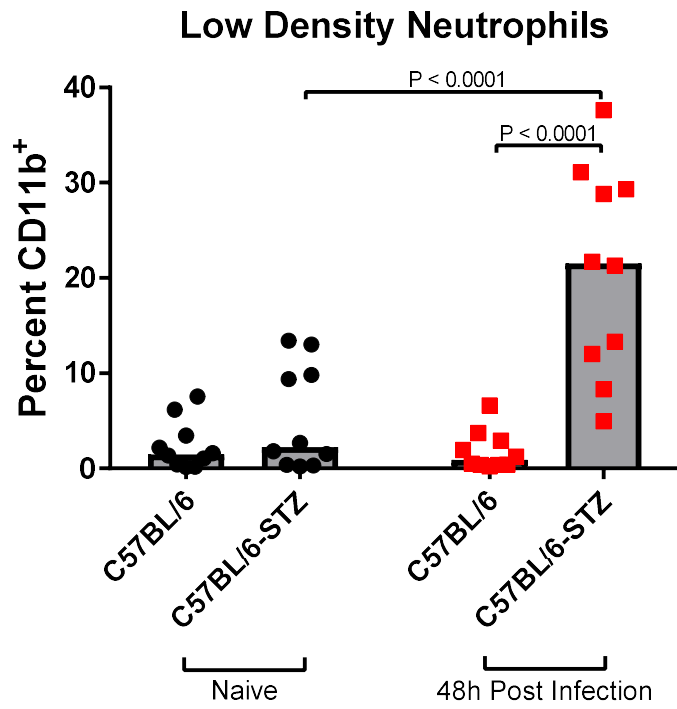 Low Density Neutrophils
Percent CD11b⁺
40
30
20
10
0
P < 0.0001
P < 0.0001
C57BL/6
C57BL/6-STZ
C57BL/6
C57BL/6-STZ
Naive
48h Post Infection